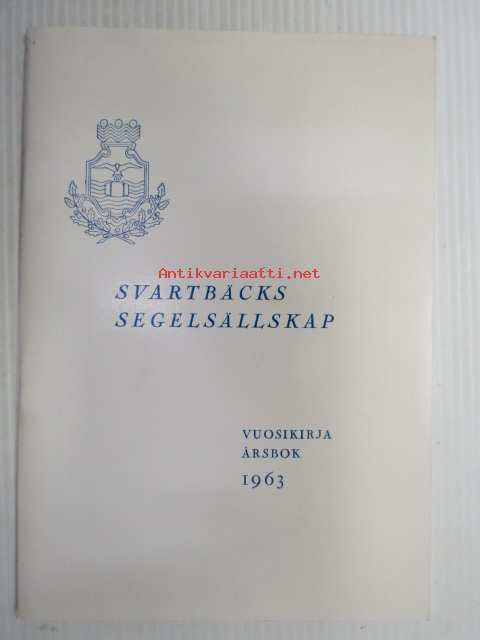 Antikvariaatti.net
SVARTBÄCKS
SEGELSÄLLSKAP
VUOSIKIRJA
ÅRSBOK
1963